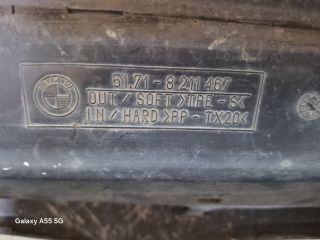 51.71 - 8 211 467
OUT / SOFT >TPE - S<
IN / HARD >PP - TX20<
Galaxy A55 5G